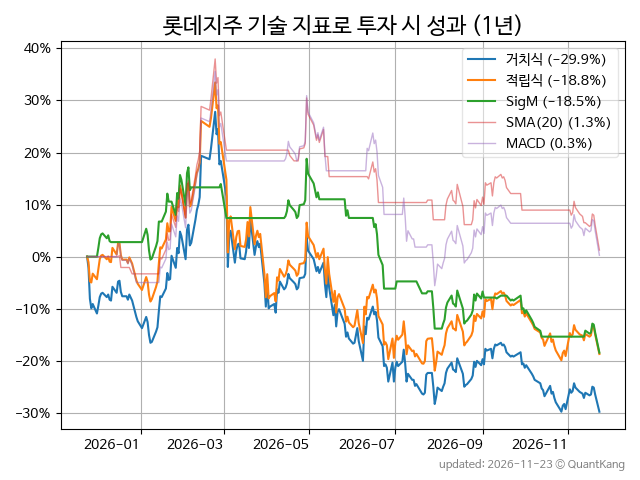 롯데지주 기술 지표로 투자 시 성과 (1년)
40%
30%
20%
10%
0%
−10%
−20%
−30%
거치식 (−29.9%)
적립식 (−18.8%)
SigM (−18.5%)
SMA(20) (1.3%)
MACD (0.3%)
2026-01
2026-03
2026-05
2026-07
2026-09
2026-11
updated: 2026-11-23 ⓒ QuantKang